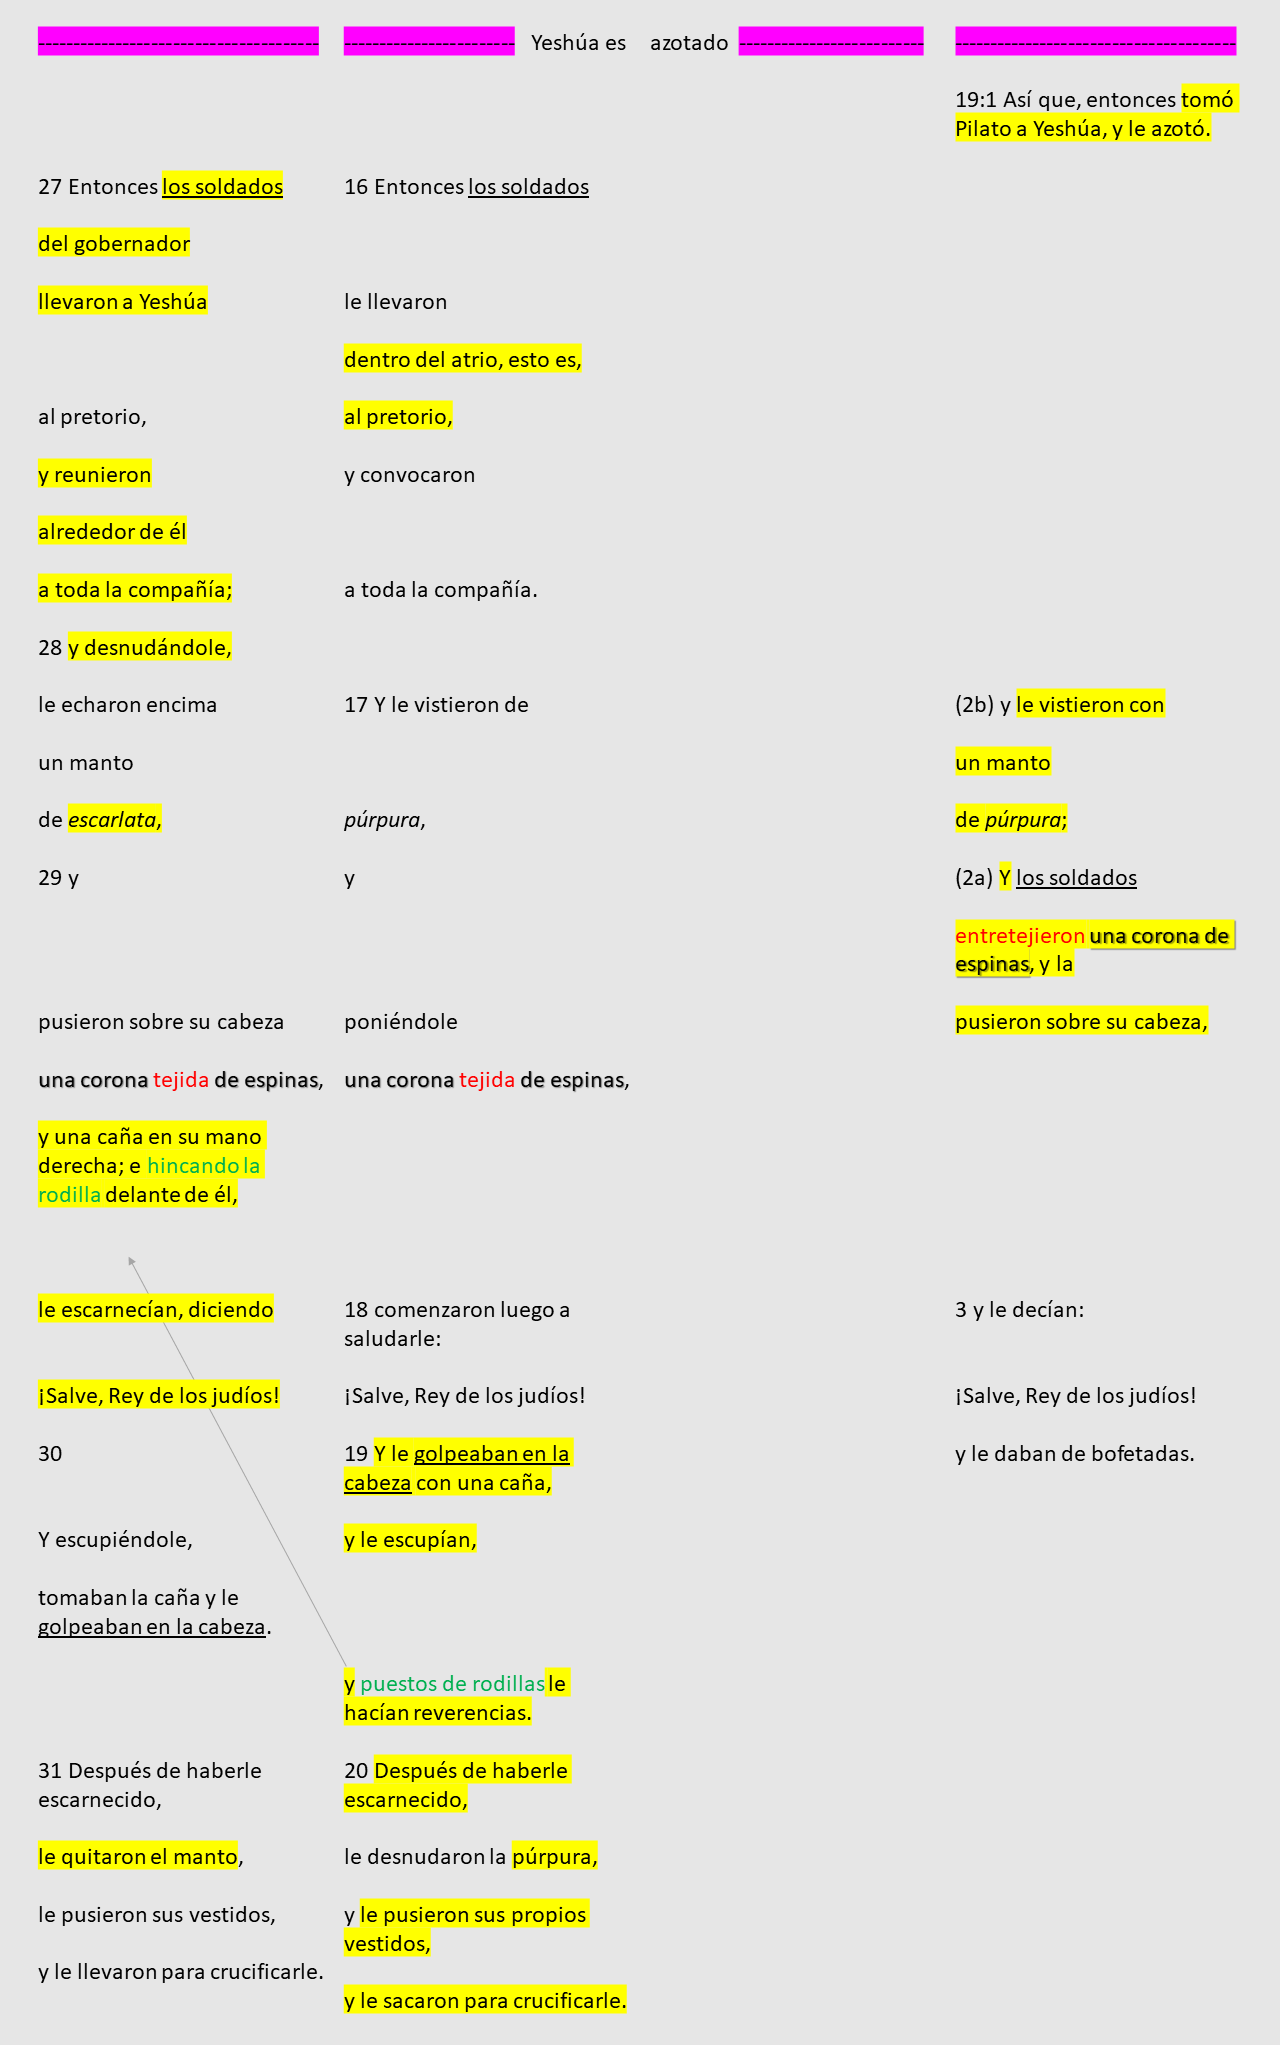 ------------------------------------- ----------------------- Yeshúa es azotado ------------------------- -------------------------------------
19:1 Así que, entonces tomó
Pilato a Yeshúa, y le azotó.
27 Entonces los soldados 16 Entonces los soldados
del gobernador
llevaron a Yeshúa le llevaron
dentro del atrio, esto es,
al pretorio, al pretorio,
y reunieron y convocaron
alrededor de él
a toda la compañía; a toda la compañía.
28 y desnudándole,
le echaron encima 17 Y le vistieron de (2b) y le vistieron con
un manto un manto
de escarlata, púrpura, de púrpura;
29 y y (2a) Y los soldados
entretejieron una corona de
espinas, y la
pusieron sobre su cabeza poniéndole pusieron sobre su cabeza,
una corona tejida de espinas, una corona tejida de espinas,
y una caña en su mano
derecha; e hincando la
rodilla delante de él,
le escarnecían, diciendo 18 comenzaron luego a 3 y le decían:
saludarle:
¡Salve, Rey de los judíos! ¡Salve, Rey de los judíos! ¡Salve, Rey de los judíos!
30 19 Y le golpeaban en la y le daban de bofetadas.
cabeza con una caña,
Y escupiéndole, y le escupían,
tomaban la caña y le
golpeaban en la cabeza.
y puestos de rodillas le
hacían reverencias.
31 Después de haberle 20 Después de haberle
escarnecido, escarnecido,
le quitaron el manto, le desnudaron la púrpura,
le pusieron sus vestidos, y le pusieron sus propios
vestidos,
y le llevaron para crucificarle.
y le sacaron para crucificarle.